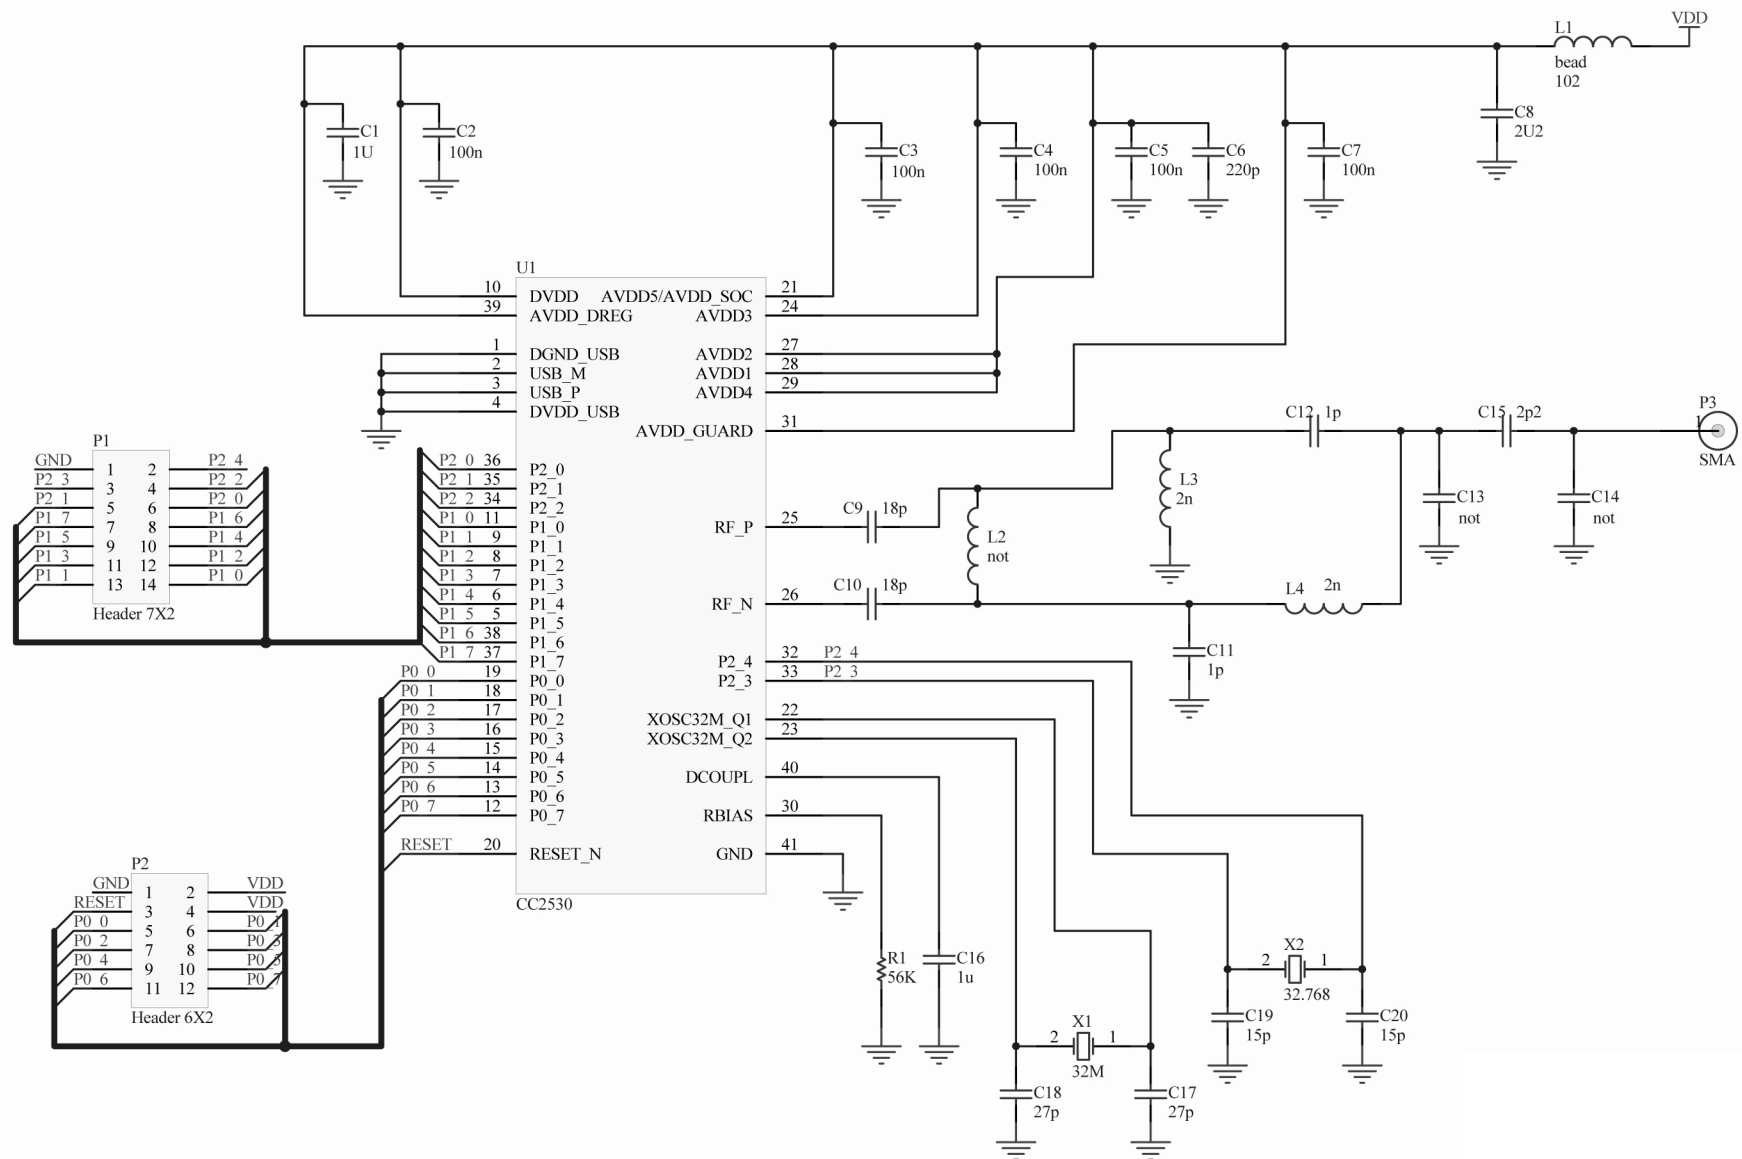 VDD
L1
bead
102
C1
1U
C2
100n
C3
100n
C4
100n
C5
100n
C6
220p
C7
100n
C8
2U2
U1
10 DVDD AVDD5/AVDD_SOC 21
39 AVDD_DREG AVDD3 24
1 DGND_USB AVDD2 27
2 USB_M AVDD1 28
3 USB_P AVDD4 29
4 DVDD_USB
AVDD_GUARD 31
P2_0 36 P2_0
P2_1 35 P2_1
P2_2 34 P2_2
P1_0 11 P1_0
P1_1 9 P1_1
P1_2 8 P1_2
P1_3 7 P1_3
P1_4 6 P1_4
P1_5 5 P1_5
P1_6 38 P1_6
P1_7 37 P1_7
P0_0 19 P0_0
P0_1 18 P0_1
P0_2 17 P0_2
P0_3 16 P0_3
P0_4 15 P0_4
P0_5 14 P0_5
P0_6 13 P0_6
P0_7 12 P0_7
RESET 20 RESET_N
RF_P 25
RF_N 26
P2_4 32 P2_4
P2_3 33 P2_3
XOSC32M_Q1 22
XOSC32M_Q2 23
DCOUPL 40
RBIAS 30
GND 41
CC2530
P1
GND 1 2 P2_4
P2_3 3 4 P2_2
P2_1 5 6 P2_0
P1_7 7 8 P1_6
P1_5 9 10 P1_4
P1_3 11 12 P1_2
P1_1 13 14 P1_0
Header 7X2
P2
GND 1 2 VDD
RESET 3 4 VDD
P0_0 5 6 P0_1
P0_2 7 8 P0_3
P0_4 9 10 P0_5
P0_6 11 12 P0_7
Header 6X2
C9 18p
C10 18p
L2
not
L3
2n
C12 1p
C15 2p2
P3
1
SMA
C13
not
C14
not
L4 2n
C11
1p
R1
56K
C16
1u
X1
2 1
32M
C18
27p
C17
27p
X2
2 1
32.768
C19
15p
C20
15p